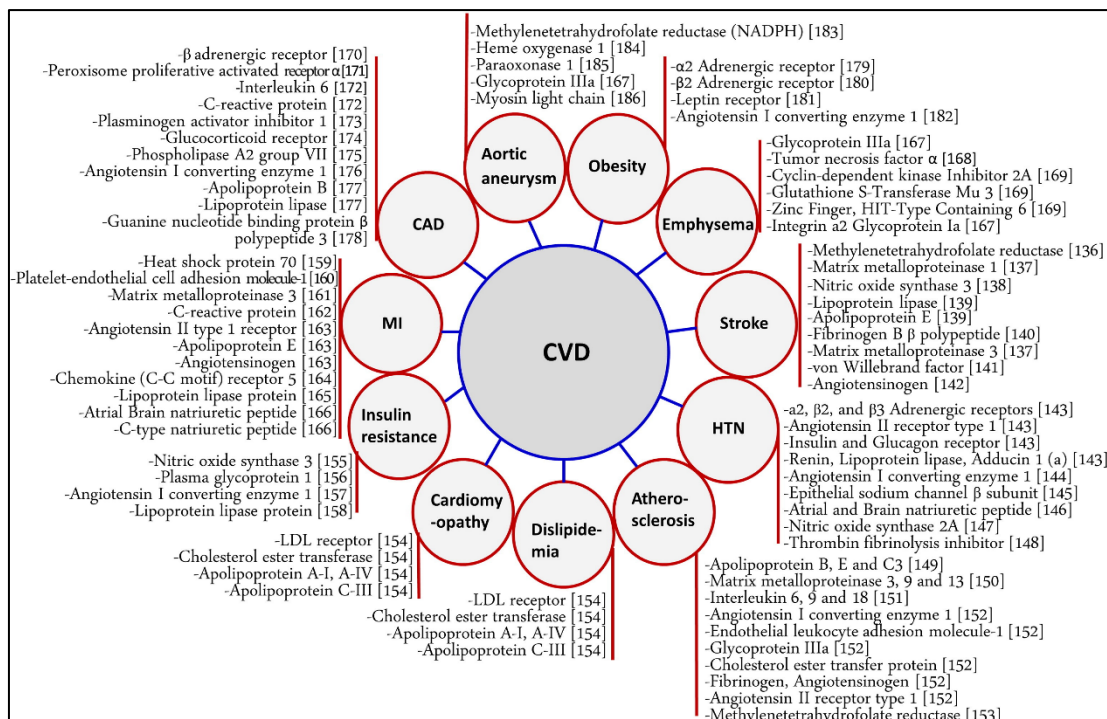 -Methylenetetrahydrofolate reductase (NADPH) [183]
-Heme oxygenase 1 [184]
-Paraoxonase 1 [185]
-Glycoprotein IIIa [167]
-Myosin light chain [186]
Aortic
aneurysm
-α2 Adrenergic receptor [179]
-β2 Adrenergic receptor [180]
-Leptin receptor [181]
-Angiotensin I converting enzyme 1 [182]
Obesity
-Glycoprotein IIIa [167]
-Tumor necrosis factor α [168]
-Cyclin-dependent kinase Inhibitor 2A [169]
-Glutathione S-Transferase Mu 3 [169]
-Zinc Finger, HIT-Type Containing 6 [169]
-Integrin a2 Glycoprotein Ia [167]
Emphysema
-Methylenetetrahydrofolate reductase [136]
-Matrix metalloproteinase 1 [137]
-Nitric oxide synthase 3 [138]
-Lipoprotein lipase [139]
-Apolipoprotein E [139]
-Fibrinogen B β polypeptide [140]
-Matrix metalloproteinase 3 [137]
-von Willebrand factor [141]
-Angiotensinogen [142]
Stroke
-a2, β2, and β3 Adrenergic receptors [143]
-Angiotensin II receptor type 1 [143]
-Insulin and Glucagon receptor [143]
-Renin, Lipoprotein lipase, Adducin 1 (a) [143]
-Angiotensin I converting enzyme 1 [144]
-Epithelial sodium channel β subunit [145]
-Atrial and Brain natriuretic peptide [146]
-Nitric oxide synthase 2A [147]
-Thrombin fibrinolysis inhibitor [148]
HTN
-Apolipoprotein B, E and C3 [149]
-Matrix metalloproteinase 3, 9 and 13 [150]
-Interleukin 6, 9 and 18 [151]
-Angiotensin I converting enzyme 1 [152]
-Endothelial leukocyte adhesion molecule-1 [152]
-Glycoprotein IIIa [152]
-Cholesterol ester transfer protein [152]
-Fibrinogen, Angiotensinogen [152]
-Angiotensin II receptor type 1 [152]
-Methylenetetrahydrofolate reductase [153]
Athero-
sclerosis
-LDL receptor [154]
-Cholesterol ester transferase [154]
-Apolipoprotein A-I, A-IV [154]
-Apolipoprotein C-III [154]
Dislipide-
mia
-LDL receptor [154]
-Cholesterol ester transferase [154]
-Apolipoprotein A-I, A-IV [154]
-Apolipoprotein C-III [154]
Cardiomy
-opathy
-Nitric oxide synthase 3 [155]
-Plasma glycoprotein 1 [156]
-Angiotensin I converting enzyme 1 [157]
-Lipoprotein lipase protein [158]
Insulin
resistance
-Heat shock protein 70 [159]
-Platelet-endothelial cell adhesion molecule-1 [160]
-Matrix metalloproteinase 3 [161]
-C-reactive protein [162]
-Angiotensin II type 1 receptor [163]
-Apolipoprotein E [163]
-Angiotensinogen [163]
-Chemokine (C-C motif) receptor 5 [164]
-Lipoprotein lipase protein [165]
-Atrial Brain natriuretic peptide [166]
-C-type natriuretic peptide [166]
MI
-β adrenergic receptor [170]
-Peroxisome proliferative activated receptor α [171]
-Interleukin 6 [172]
-C-reactive protein [172]
-Plasminogen activator inhibitor 1 [173]
-Glucocorticoid receptor [174]
-Phospholipase A2 group VII [175]
-Angiotensin I converting enzyme 1 [176]
-Apolipoprotein B [177]
-Lipoprotein lipase [177]
-Guanine nucleotide binding protein β
polypeptide 3 [178]
CAD
CVD